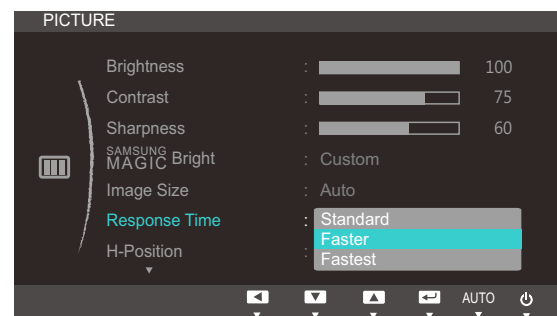 PICTURE
Brightness : 100
Contrast : 75
Sharpness : 60
SAMSUNG MAGIC Bright : Custom
Image Size : Auto
Response Time : Standard
Faster
H-Position : Fastest
AUTO